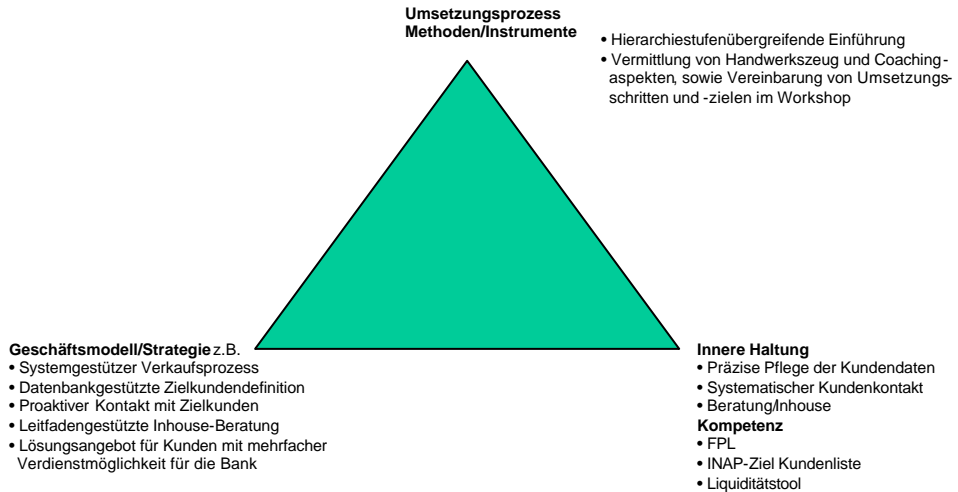 Umsetzungsprozess
Methoden/Instrumente
• Hierarchiestufenübergreifende Einführung
• Vermittlung von Handwerkszeug und Coaching-
aspekten, sowie Vereinbarung von Umsetzungs-
schritten und -zielen im Workshop
Geschäftsmodell/Strategie z.B.
• Systemgestützer Verkaufsprozess
• Datenbankgestützte Zielkundendefinition
• Proaktiver Kontakt mit Zielkunden
• Leitfadengestützte Inhouse-Beratung
• Lösungsangebot für Kunden mit mehrfacher
Verdienstmöglichkeit für die Bank
Innere Haltung
• Präzise Pflege der Kundendaten
• Systematischer Kundenkontakt
• Beratung/Inhouse
Kompetenz
• FPL
• INAP-Ziel Kundenliste
• Liquiditätstool